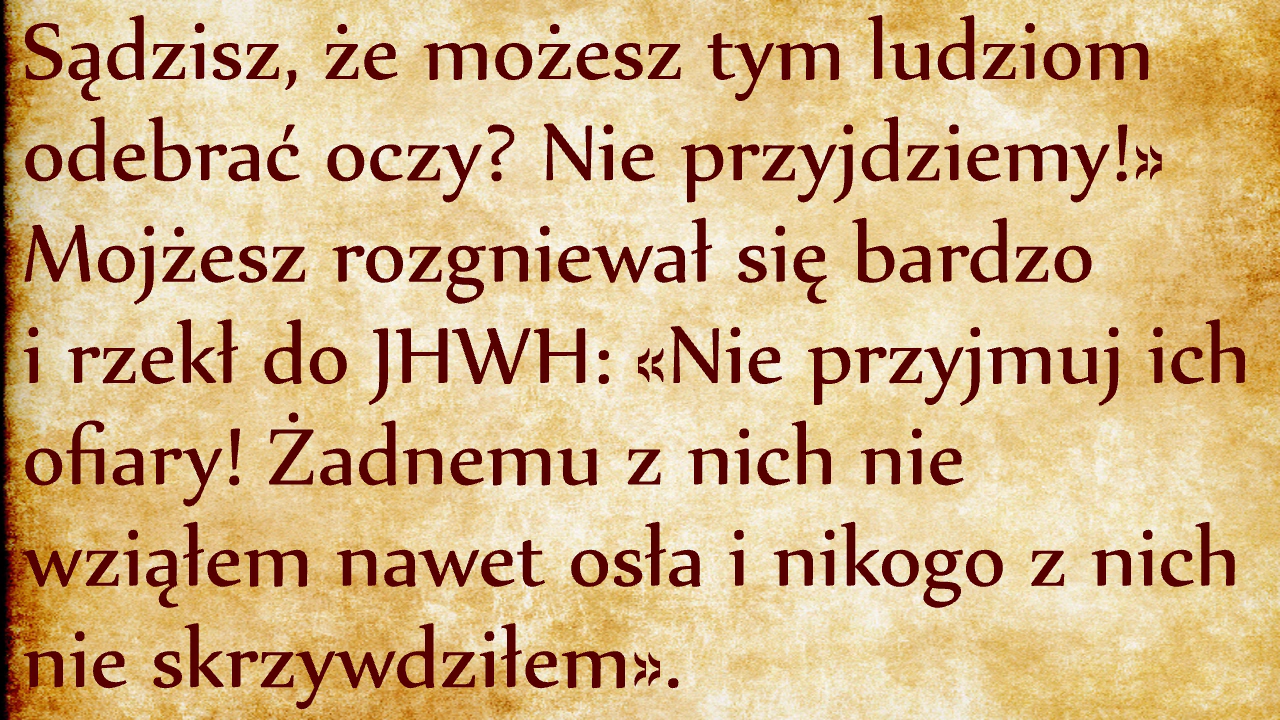 Sądzisz, że możesz tym ludziom
odebrać oczy? Nie przyjdziemy!»
Mojżesz rozgniewał się bardzo
i rzekł do JHWH: «Nie przyjmuj ich
ofiary! Żadnemu z nich nie
wziąłem nawet osła i nikogo z nich
nie skrzywdziłem».